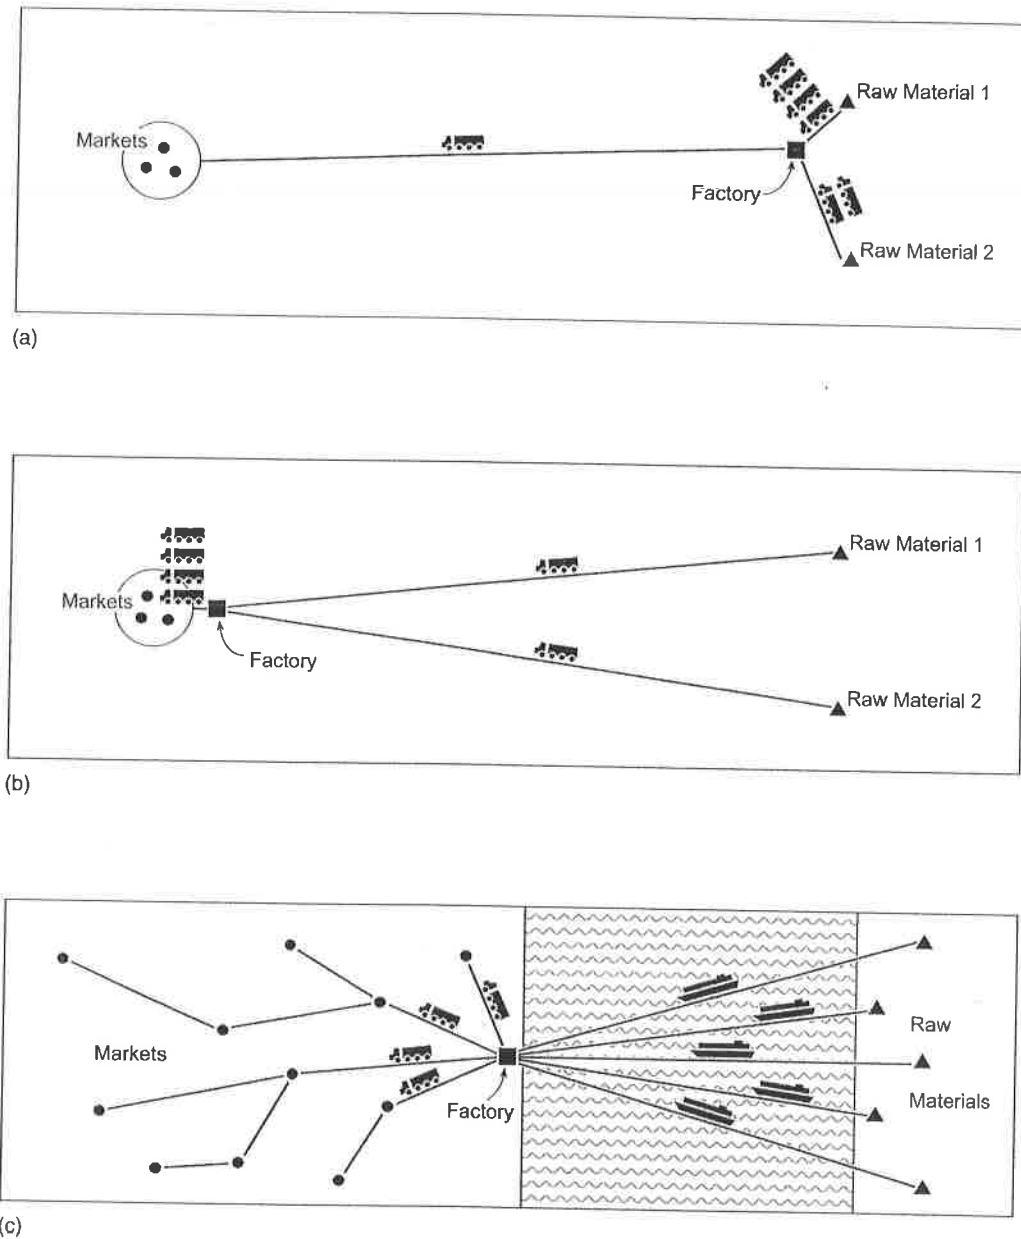 Markets
Raw Material 1
Factory
Raw Material 2
(a)
Raw Material 1
Markets
Factory
Raw Material 2
(b)
Raw
Markets
Materials
Factory
(c)